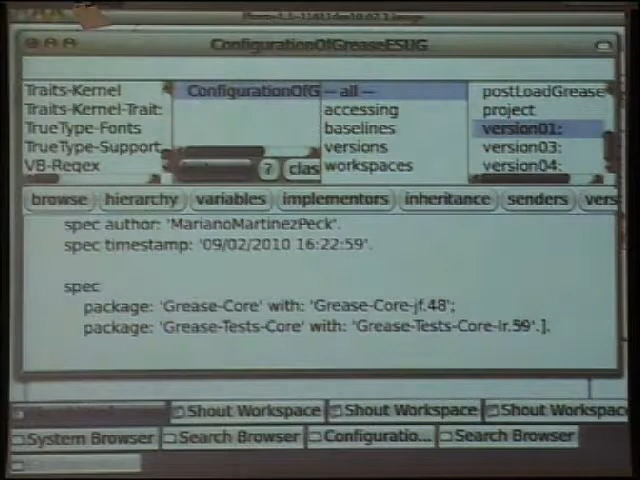 ConfigurationOfGreaseESUG
Traits-Kernel
Traits-Kernel-Trait:
TrueType-Fonts
TrueType-Support
VB-Regex
ConfigurationOfG
? clas
-- all --
accessing
baselines
versions
workspaces
postLoadGrease
project
version01:
version03:
version04:
browse hierarchy variables implementors inheritance senders vers
spec author: 'MarianoMartinezPeck'.
spec timestamp: '09/02/2010 16:22:59'.
spec
package: 'Grease-Core' with: 'Grease-Core-jf.48';
package: 'Grease-Tests-Core' with: 'Grease-Tests-Core-lr.59'.].
Shout Workspace Shout Workspace Shout Workspac
System Browser Search Browser Configuratio... Search Browser